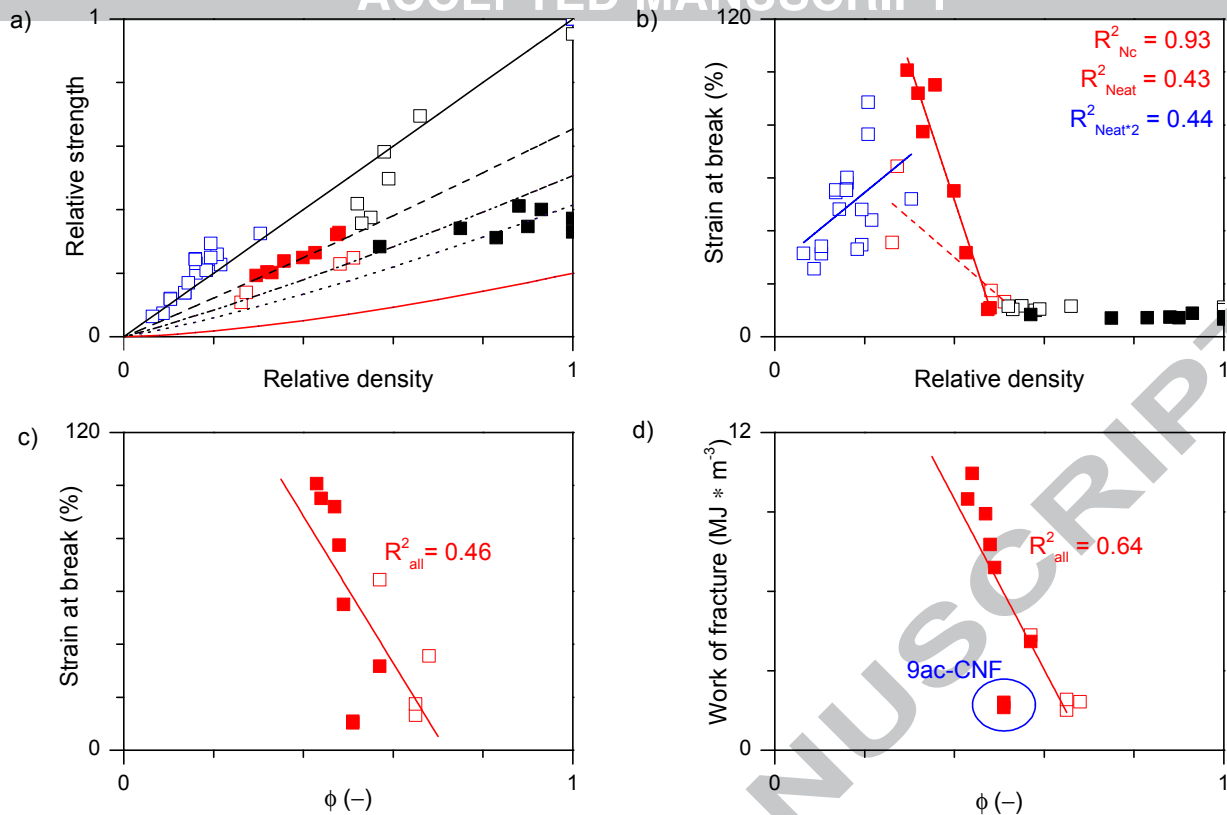 ACCEPTED MANUSCRIPT
a)
1
Relative strength
0
0
1
Relative density
b)
120
Strain at break (%)
R²Nc = 0.93
R²Neat = 0.43
R²Neat*2 = 0.44
0
0
1
Relative density
c)
120
Strain at break (%)
R²all = 0.46
0
0
1
ϕ (–)
d)
12
Work of fracture (MJ * m⁻³)
R²all = 0.64
9ac-CNF
0
0
1
ϕ (–)
NUSCRIPT